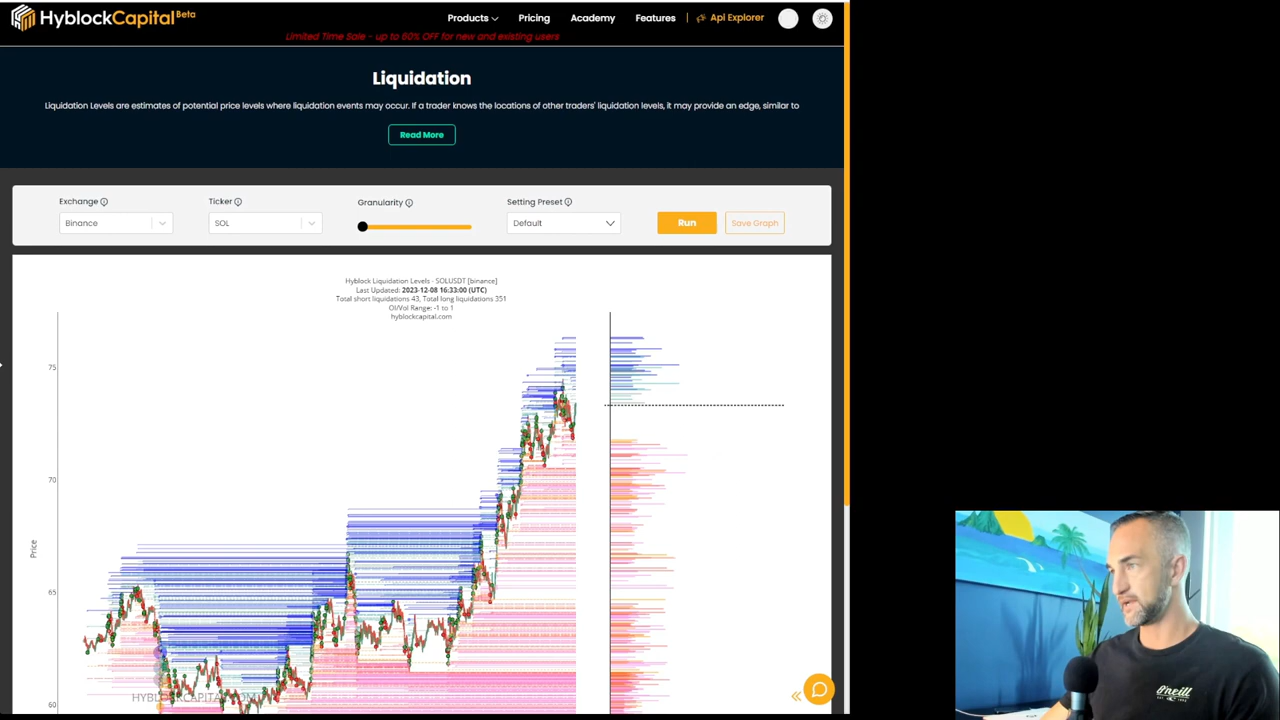 HyblockCapital Beta
Products
Pricing
Academy
Features
Api Explorer
Limited Time Sale - up to 60% OFF for new and existing users
Liquidation
Liquidation Levels are estimates of potential price levels where liquidation events may occur. If a trader knows the locations of other traders' liquidation levels, it may provide an edge, similar to
Read More
Exchange
Ticker
Granularity
Setting Preset
Binance
SOL
Default
Run
Save Graph
Hyblock Liquidation Levels - SOLUSDT [binance]
Last Updated: 2023-12-08 16:33:00 (UTC)
Total short liquidations 43, Total long liquidations 351
OI/Vol Range: -1 to 1
hyblockcapital.com
75
70
Price
65
60